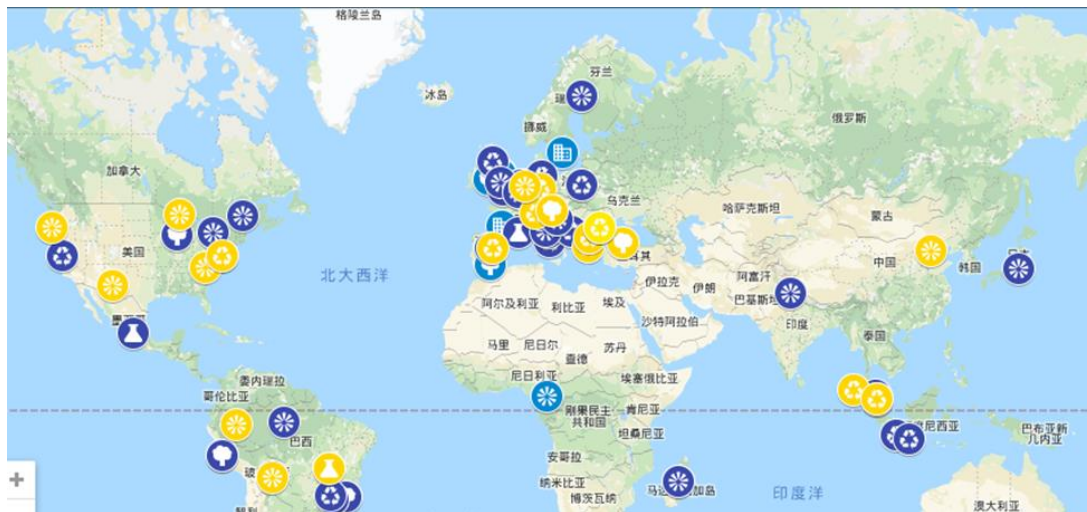 格陵兰岛
冰岛
芬兰
挪威
俄罗斯
加拿大
乌克兰
哈萨克斯坦
蒙古
美国
北大西洋
中国
韩国
阿富汗
伊拉克
伊朗
巴基斯坦
阿尔及利亚
利比亚
埃及
沙特阿拉伯
印度
马里
尼日尔
苏丹
泰国
乍得
委内瑞拉
尼日利亚
埃塞俄比亚
哥伦比亚
刚果民主
共和国
肯尼亚
巴西
坦桑尼亚
巴布亚新
几内亚
安哥拉
纳米比亚
博茨瓦纳
印度洋
澳大利亚
+